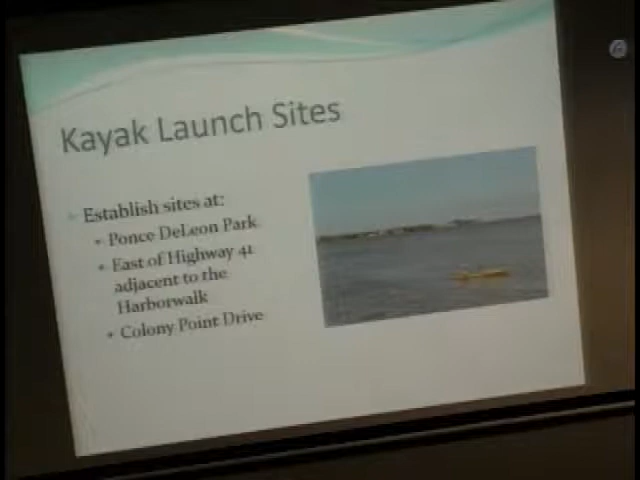 Kayak Launch Sites
Establish sites at:
Ponce DeLeon Park
East of Highway 41
adjacent to the
Harborwalk
Colony Point Drive